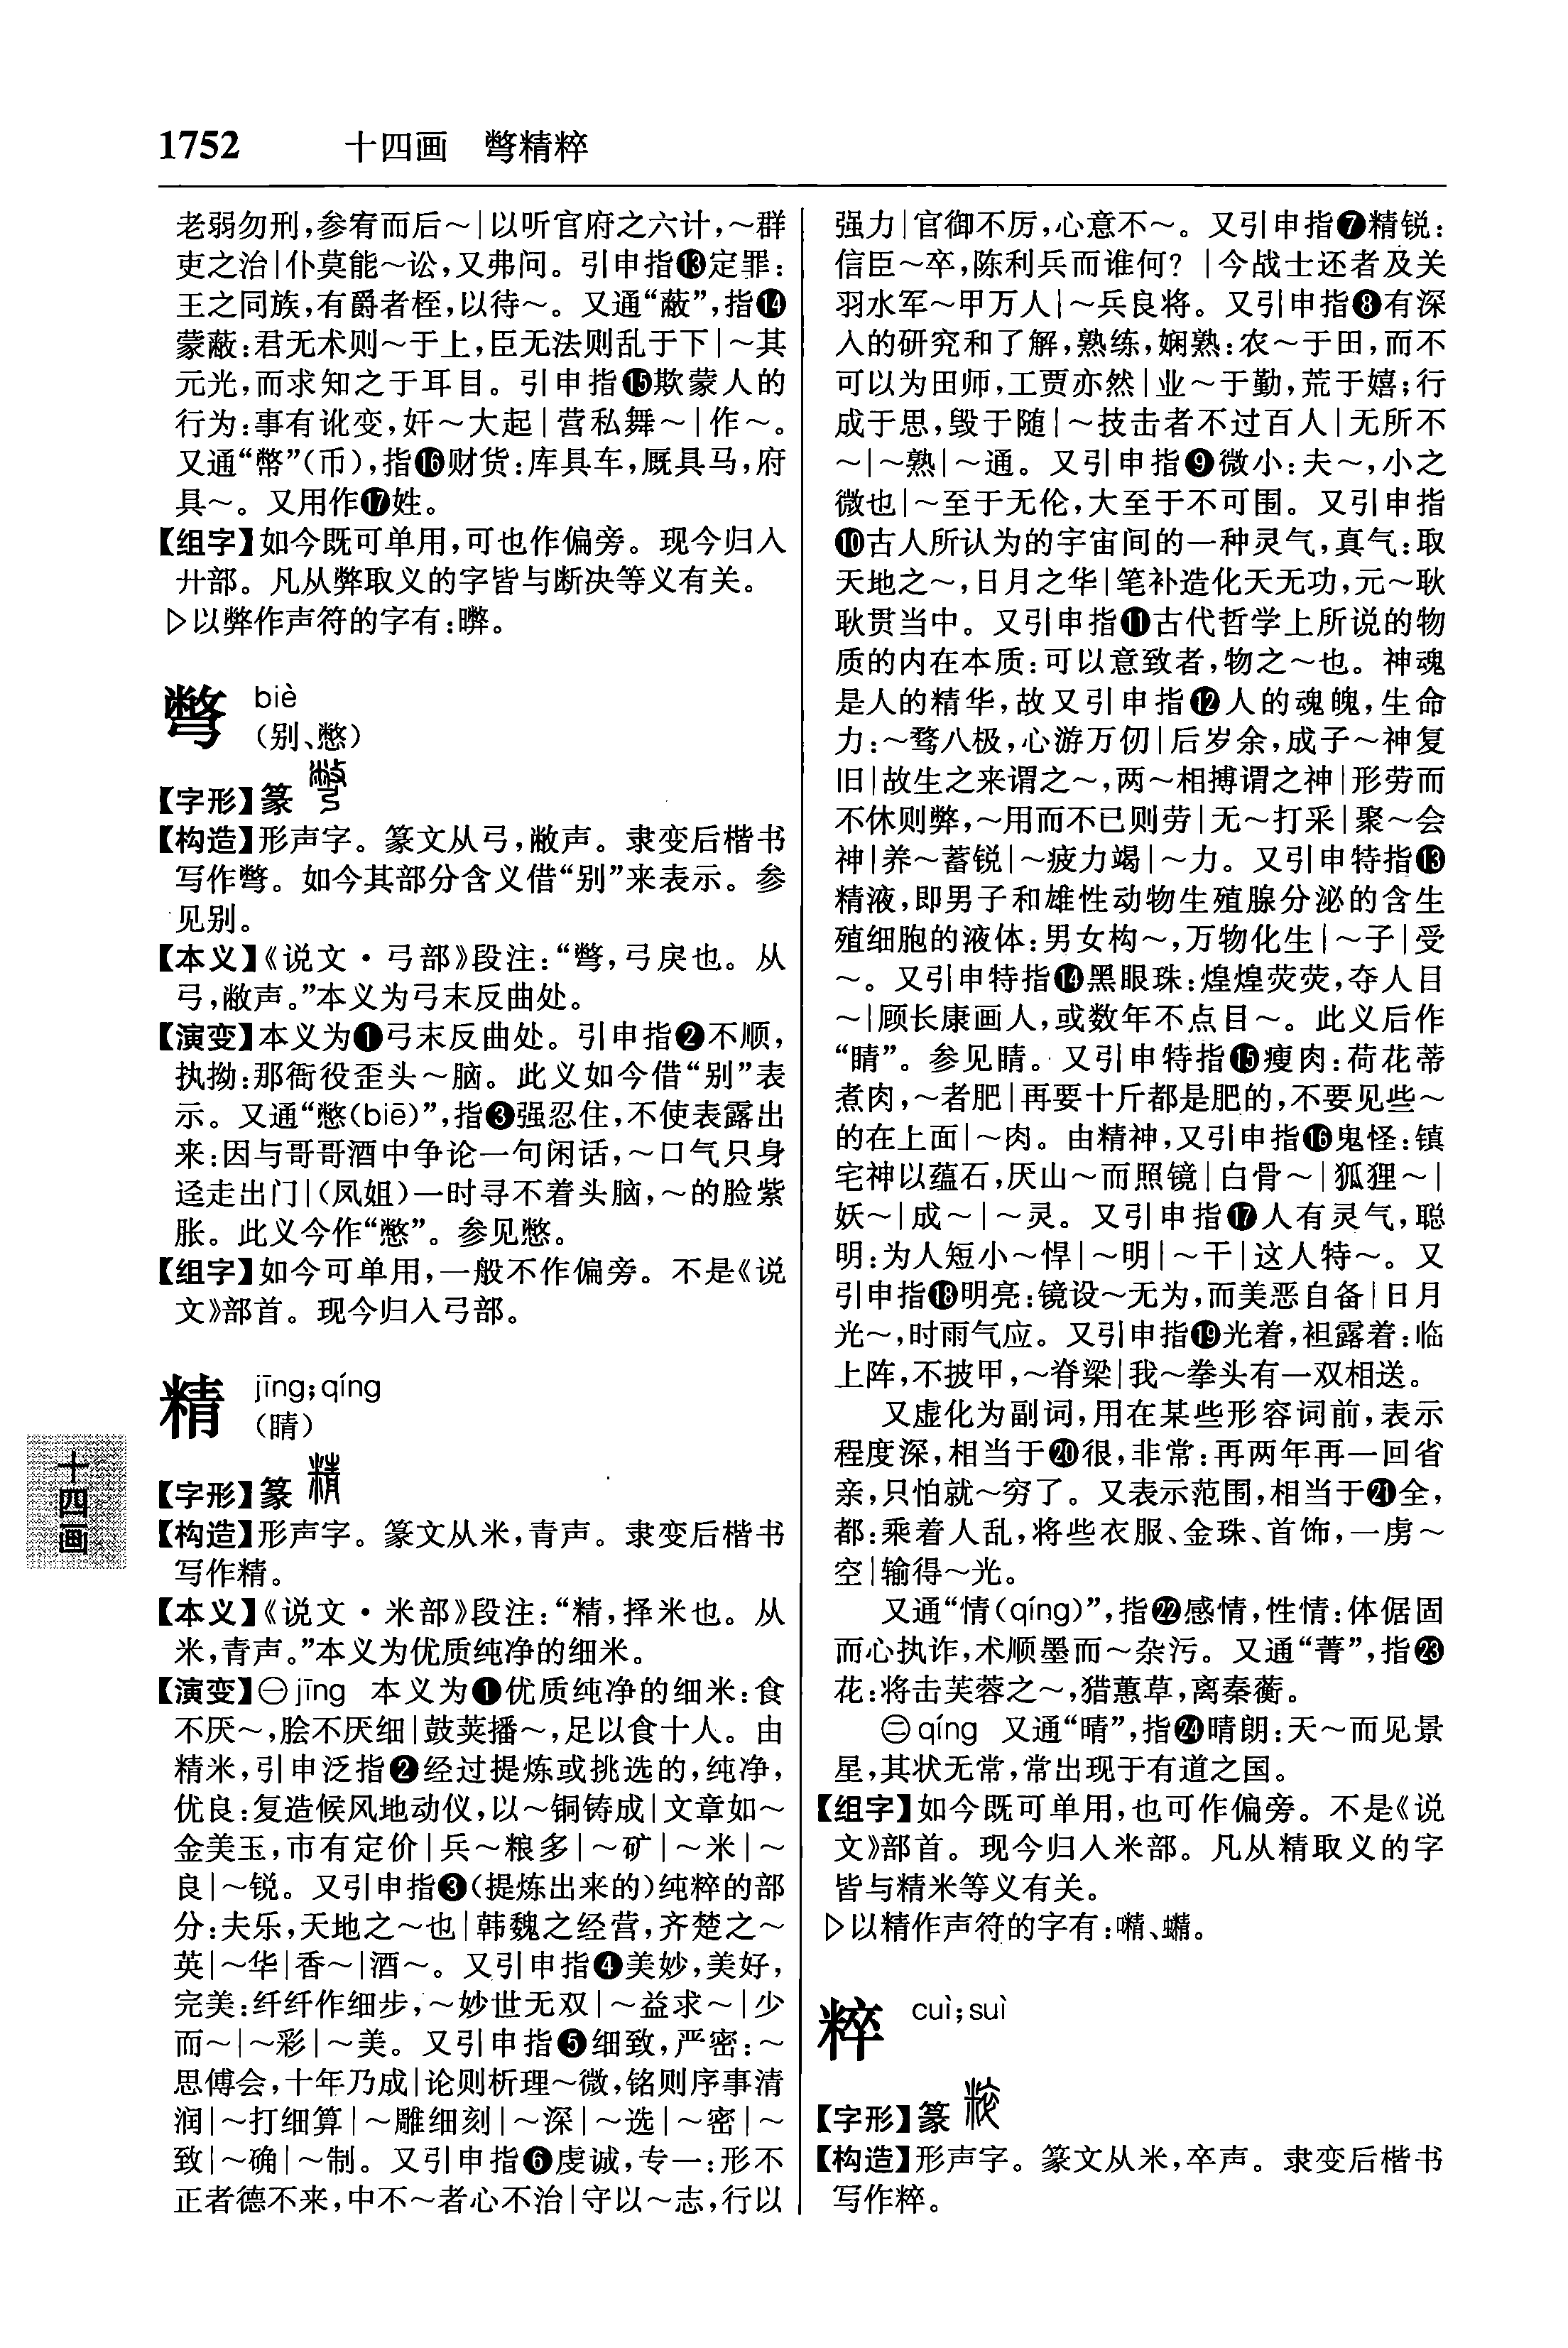 1752 十四画 彆精粹
老弱勿刑,参宥而后～|以听官府之六计,～群
吏之治|仆莫能～讼,又弗问。引申指⓭定罪:
王之同族,有爵者桎,以待～。又通“蔽”,指⓮
蒙蔽:君无术则～于上,臣无法则乱于下|～其
元光,而求知之于耳目。引申指⓯欺蒙人的
行为:事有讹变,奸～大起|营私舞～|作～。
又通“幣”(币),指⓰财货:库具车,厩具马,府
具～。又用作⓱姓。
【组字】如今既可单用,可也作偏旁。现今归入
廾部。凡从弊取义的字皆与断决等义有关。
▷以弊作声符的字有:㗢。
彆 biè
(别、憋)
【字形】篆
【构造】形声字。篆文从弓,敝声。隶变后楷书
写作彆。如今其部分含义借“别”来表示。参
见别。
【本义】《说文·弓部》段注:“彆,弓戾也。从
弓,敝声。”本义为弓末反曲处。
【演变】本义为❶弓末反曲处。引申指❷不顺,
执拗:那衙役歪头～脑。此义如今借“别”表
示。又通“憋(biē)”,指❸强忍住,不使表露出
来:因与哥哥酒中争论一句闲话,～口气只身
迳走出门|(凤姐)一时寻不着头脑,～的脸紫
胀。此义今作“憋”。参见憋。
【组字】如今可单用,一般不作偏旁。不是《说
文》部首。现今归入弓部。
精 jīng;qíng
(睛)
【字形】篆
【构造】形声字。篆文从米,青声。隶变后楷书
写作精。
【本义】《说文·米部》段注:“精,择米也。从
米,青声。”本义为优质纯净的细米。
【演变】㊀jīng 本义为❶优质纯净的细米:食
不厌～,脍不厌细|鼓荚播～,足以食十人。由
精米,引申泛指❷经过提炼或挑选的,纯净,
优良:复造候风地动仪,以～铜铸成|文章如～
金美玉,市有定价|兵～粮多|～矿|～米|～
良|～锐。又引申指❸(提炼出来的)纯粹的部
分:夫乐,天地之～也|韩魏之经营,齐楚之～
英|～华|香～|酒～。又引申指❹美妙,美好,
完美:纤纤作细步,～妙世无双|～益求～|少
而～|～彩|～美。又引申指❺细致,严密:～
思傅会,十年乃成|论则析理～微,铭则序事清
润|～打细算|～雕细刻|～深|～选|～密|～
致|～确|～制。又引申指❻虔诚,专一:形不
正者德不来,中不～者心不治|守以～志,行以
强力|官御不厉,心意不～。又引申指❼精锐:
信臣～卒,陈利兵而谁何?|今战士还者及关
羽水军～甲万人|～兵良将。又引申指❽有深
入的研究和了解,熟练,娴熟:农～于田,而不
可以为田师,工贾亦然|业～于勤,荒于嬉;行
成于思,毁于随|～技击者不过百人|无所不
～|～熟|～通。又引申指❾微小:夫～,小之
微也|～至于无伦,大至于不可围。又引申指
❿古人所认为的宇宙间的一种灵气,真气:取
天地之～,日月之华|笔补造化天无功,元～耿
耿贯当中。又引申指⓫古代哲学上所说的物
质的内在本质:可以意致者,物之～也。神魂
是人的精华,故又引申指⓬人的魂魄,生命
力:～骛八极,心游万仞|后岁余,成子～神复
旧|故生之来谓之～,两～相搏谓之神|形劳而
不休则弊,～用而不已则劳|无～打采|聚～会
神|养～蓄锐|～疲力竭|～力。又引申特指⓭
精液,即男子和雄性动物生殖腺分泌的含生
殖细胞的液体:男女构～,万物化生|～子|受
～。又引申特指⓮黑眼珠:煌煌荧荧,夺人目
～|顾长康画人,或数年不点目～。此义后作
“睛”。参见睛。又引申特指⓯瘦肉:荷花蒂
煮肉,～者肥|再要十斤都是肥的,不要见些～
的在上面|～肉。由精神,又引申指⓰鬼怪:镇
宅神以蕴石,厌山～而照镜|白骨～|狐狸～|
妖～|成～|～灵。又引申指⓱人有灵气,聪
明:为人短小～悍|～明|～干|这人特～。又
引申指⓲明亮:镜设～无为,而美恶自备|日月
光～,时雨气应。又引申指⓳光着,袒露着:临
上阵,不披甲,～脊梁|我～拳头有一双相送。
又虚化为副词,用在某些形容词前,表示
程度深,相当于⓴很,非常:再两年再一回省
亲,只怕就～穷了。又表示范围,相当于㉑全,
都:乘着人乱,将些衣服、金珠、首饰,一虏～
空|输得～光。
又通“情(qíng)”,指㉒感情,性情:体倨固
而心执诈,术顺墨而～杂污。又通“菁”,指㉓
花:将击芙蓉之～,猎蕙草,离秦蘅。
㊁qíng 又通“晴”,指㉔晴朗:天～而见景
星,其状无常,常出现于有道之国。
【组字】如今既可单用,也可作偏旁。不是《说
文》部首。现今归入米部。凡从精取义的字
皆与精米等义有关。
▷以精作声符的字有:
粹 cuì;suì
【字形】篆
【构造】形声字。篆文从米,卒声。隶变后楷书
写作粹。
十四画